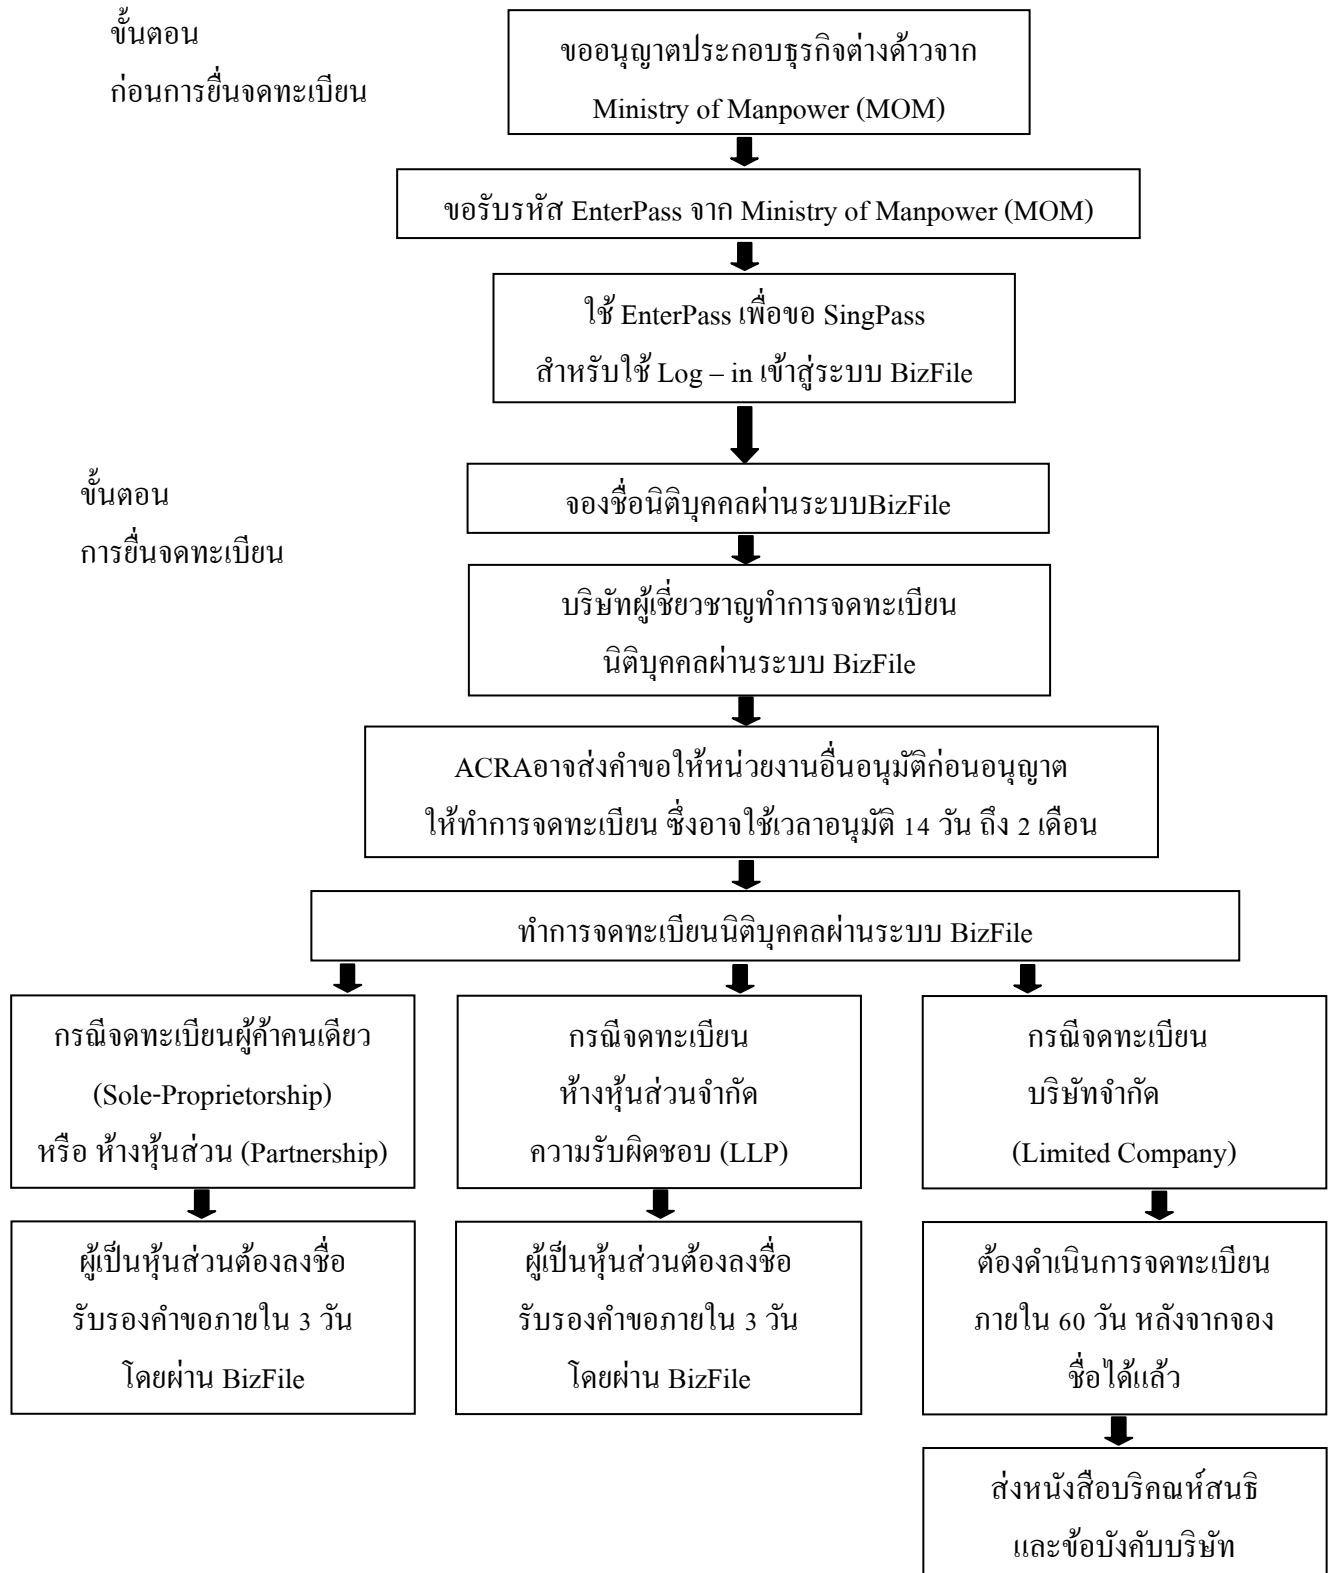 ขั้นตอน
ก่อนการยื่นจดทะเบียน
ขออนุญาตประกอบธุรกิจต่างด้าวจาก
Ministry of Manpower (MOM)
ขอรับรหัส EnterPass จาก Ministry of Manpower (MOM)
ใช้ EnterPass เพื่อขอ SingPass
สำหรับใช้ Log – in เข้าสู่ระบบ BizFile
ขั้นตอน
การยื่นจดทะเบียน
จองชื่อนิติบุคคลผ่านระบบBizFile
บริษัทผู้เชี่ยวชาญทำการจดทะเบียน
นิติบุคคลผ่านระบบ BizFile
ACRAอาจส่งคำขอให้หน่วยงานอื่นอนุมัติก่อนอนุญาต
ให้ทำการจดทะเบียน ซึ่งอาจใช้เวลาอนุมัติ 14 วัน ถึง 2 เดือน
ทำการจดทะเบียนนิติบุคคลผ่านระบบ BizFile
กรณีจดทะเบียนผู้ค้าคนเดียว
(Sole-Proprietorship)
หรือ ห้างหุ้นส่วน (Partnership)
กรณีจดทะเบียน
ห้างหุ้นส่วนจำกัด
ความรับผิดชอบ (LLP)
กรณีจดทะเบียน
บริษัทจำกัด
(Limited Company)
ผู้เป็นหุ้นส่วนต้องลงชื่อ
รับรองคำขอภายใน 3 วัน
โดยผ่าน BizFile
ผู้เป็นหุ้นส่วนต้องลงชื่อ
รับรองคำขอภายใน 3 วัน
โดยผ่าน BizFile
ต้องดำเนินการจดทะเบียน
ภายใน 60 วัน หลังจากจอง
ชื่อได้แล้ว
ส่งหนังสือบริคณห์สนธิ
และข้อบังคับบริษัท